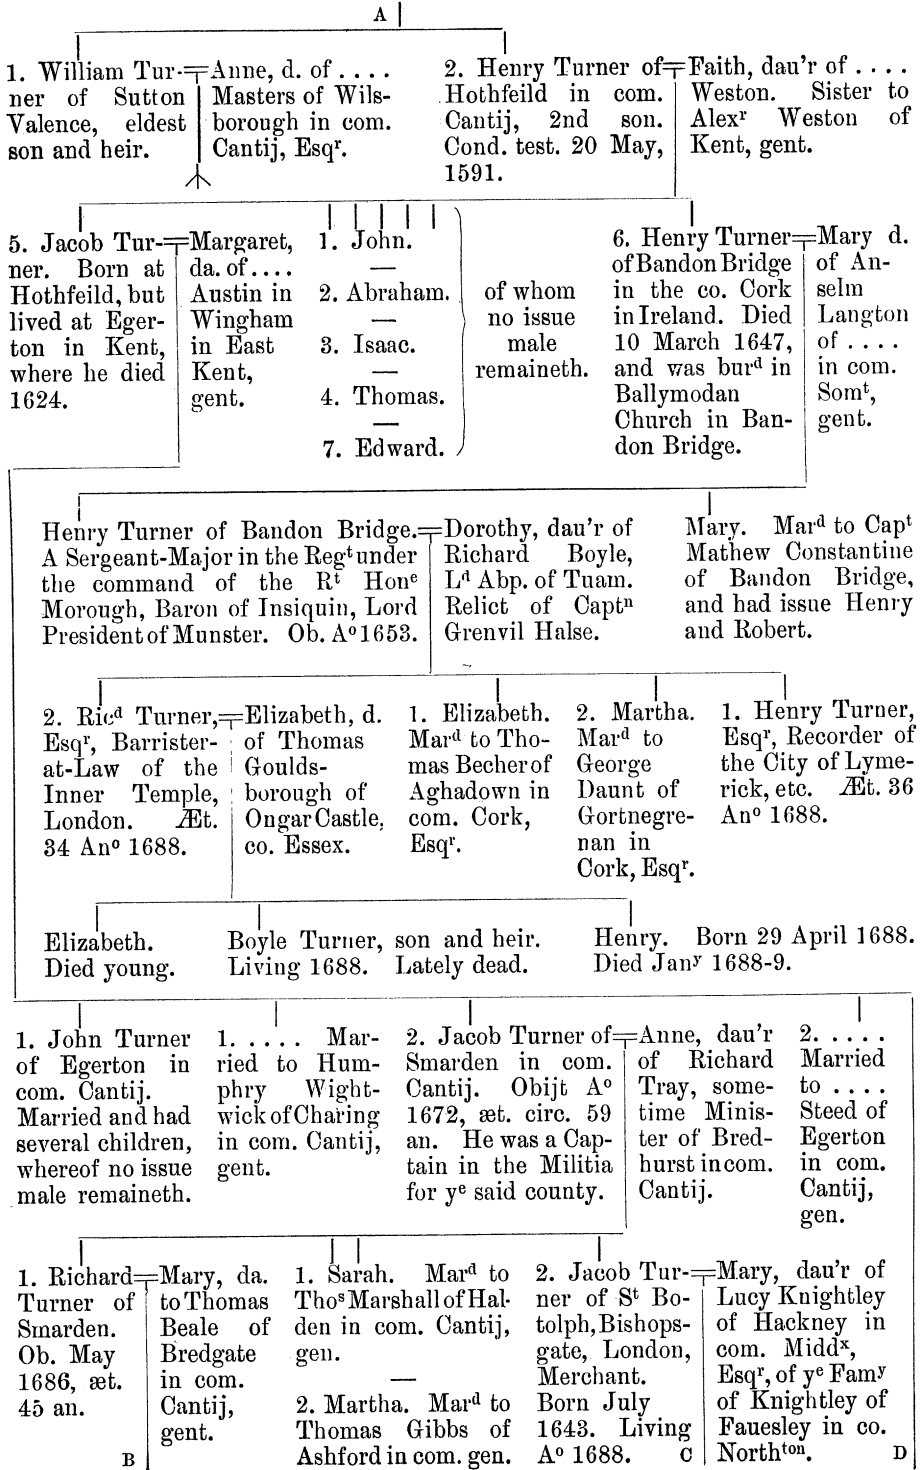 A
1. William Tur-
ner of Sutton
Valence, eldest
son and heir.
Anne, d. of . . . .
Masters of Wils-
borough in com.
Cantij, Esqʳ.
2. Henry Turner of
Hothfeild in com.
Cantij, 2nd son.
Cond. test. 20 May,
1591.
Faith, dau'r of . . . .
Weston. Sister to
Alexʳ Weston of
Kent, gent.
5. Jacob Tur-
ner. Born at
Hothfeild, but
lived at Eger-
ton in Kent,
where he died
1624.
Margaret,
da. of . . . .
Austin in
Wingham
in East
Kent,
gent.
1. John.
—
2. Abraham.
—
3. Isaac.
—
4. Thomas.
—
7. Edward.
of whom
no issue
male
remaineth.
6. Henry Turner
of Bandon Bridge
in the co. Cork
in Ireland. Died
10 March 1647,
and was burᵈ in
Ballymodan
Church in Ban-
don Bridge.
Mary d.
of An-
selm
Langton
of . . . .
in com.
Somᵗ,
gent.
Henry Turner of Bandon Bridge.
A Sergeant-Major in the Regᵗ under
the command of the Rᵗ Honᵉ
Morough, Baron of Insiquin, Lord
President of Munster. Ob. Aᵒ 1653.
Dorothy, dau'r of
Richard Boyle,
Lᵈ Abp. of Tuam.
Relict of Captⁿ
Grenvil Halse.
Mary. Marᵈ to Capᵗ
Mathew Constantine
of Bandon Bridge,
and had issue Henry
and Robert.
2. Ricᵈ Turner,
Esqʳ, Barrister-
at-Law of the
Inner Temple,
London. Æt.
34 Anᵒ 1688.
Elizabeth, d.
of Thomas
Goulds-
borough of
Ongar Castle,
co. Essex.
1. Elizabeth.
Marᵈ to Tho-
mas Becher of
Aghadown in
com. Cork,
Esqʳ.
2. Martha.
Marᵈ to
George
Daunt of
Gortnegre-
nan in
Cork, Esqʳ.
1. Henry Turner,
Esqʳ, Recorder of
the City of Lyme-
rick, etc. Æt. 36
Anᵒ 1688.
Elizabeth.
Died young.
Boyle Turner, son and heir.
Living 1688. Lately dead.
Henry. Born 29 April 1688.
Died Janʸ 1688-9.
1. John Turner
of Egerton in
com. Cantij.
Married and had
several children,
whereof no issue
male remaineth.
1. . . . . Mar-
ried to Hum-
phry Wight-
wick of Charing
in com. Cantij,
gent.
2. Jacob Turner of
Smarden in com.
Cantij. Obijt Aᵒ
1672, æt. circ. 59
an. He was a Cap-
tain in the Militia
for yᵉ said county.
Anne, dau'r
of Richard
Tray, some-
time Minis-
ter of Bred-
hurst in com.
Cantij.
2. . . . .
Married
to . . . .
Steed of
Egerton
in com.
Cantij,
gen.
1. Richard
Turner of
Smarden.
Ob. May
1686, æt.
45 an.
B
Mary, da.
to Thomas
Beale of
Bredgate
in com.
Cantij,
gent.
1. Sarah. Marᵈ to
Thoˢ Marshall of Hal-
den in com. Cantij,
gen.
—
2. Martha. Marᵈ to
Thomas Gibbs of
Ashford in com. gen.
2. Jacob Tur-
ner of Sᵗ Bo-
tolph, Bishops-
gate, London,
Merchant.
Born July
1643. Living
Aᵒ 1688. C
Mary, dau'r of
Lucy Knightley
of Hackney in
com. Middˣ,
Esqʳ, of yᵉ Famʸ
of Knightley of
Fauesley in co.
Northᵗᵒⁿ. D